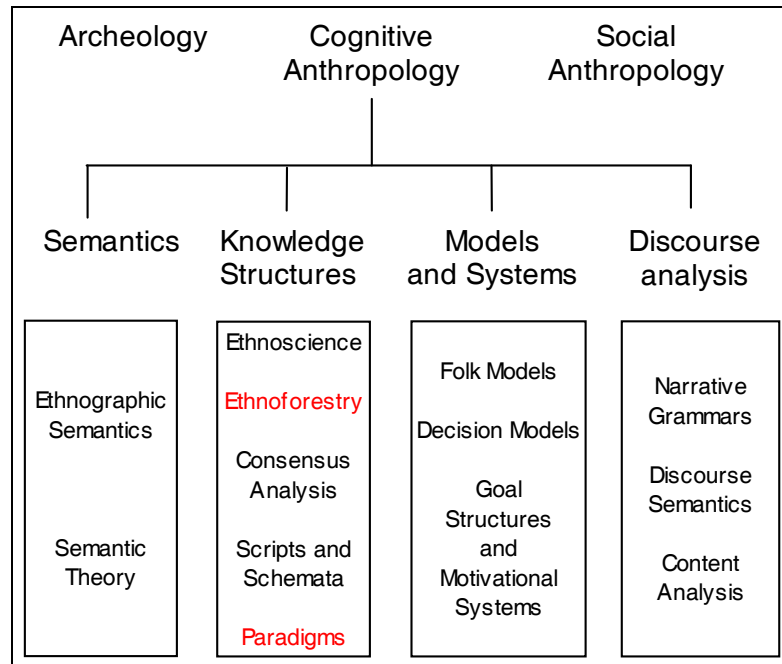 Archeology
Cognitive
Anthropology
Social
Anthropology
Semantics
Knowledge
Structures
Models
and Systems
Discourse
analysis
Ethnographic
Semantics
Semantic
Theory
Ethnoscience
Ethnoforestry
Consensus
Analysis
Scripts and
Schemata
Paradigms
Folk Models
Decision Models
Goal
Structures
and
Motivational
Systems
Narrative
Grammars
Discourse
Semantics
Content
Analysis